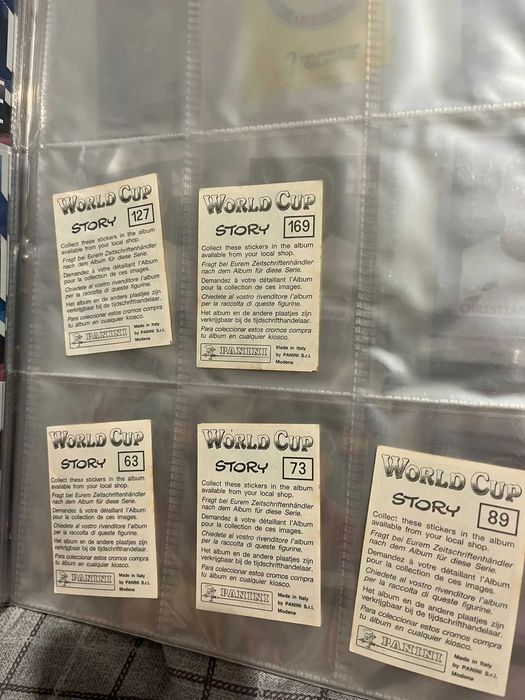 WORLD CUP
STORY 127
Collect these stickers in the album
available from your local shop.
Fragt bei Eurem Zeitschriftenhändler
nach dem Album für diese Serie.
Demandez à votre détaillant l'Album
pour la collection de ces images.
Chiedete al vostro rivenditore l'album
per la raccolta di queste figurine.
Het album en de andere plaatjes zijn
verkrijgbaar bij de tijdschrifthandelaar.
Para coleccionar estos cromos compra
tu álbum en cualquier kiosco.
PANINI
Made in Italy
by PANINI S.r.l.
Modena
WORLD CUP
STORY 169
Collect these stickers in the album
available from your local shop.
Fragt bei Eurem Zeitschriftenhändler
nach dem Album für diese Serie.
Demandez à votre détaillant l'Album
pour la collection de ces images.
Chiedete al vostro rivenditore l'album
per la raccolta di queste figurine.
Het album en de andere plaatjes zijn
verkrijgbaar bij de tijdschrifthandelaar.
Para coleccionar estos cromos compra
tu álbum en cualquier kiosco.
PANINI
Made in Italy
by PANINI S.r.l.
Modena
WORLD CUP
STORY 63
Collect these stickers in the album
available from your local shop.
Fragt bei Eurem Zeitschriftenhändler
nach dem Album für diese Serie.
Demandez à votre détaillant l'Album
pour la collection de ces images.
Chiedete al vostro rivenditore l'album
per la raccolta di queste figurine.
Het album en de andere plaatjes zijn
verkrijgbaar bij de tijdschrifthandelaar.
Para coleccionar estos cromos compra
tu álbum en cualquier kiosco.
PANINI
Made in Italy
by PANINI S.r.l.
Modena
WORLD CUP
STORY 73
Collect these stickers in the album
available from your local shop.
Fragt bei Eurem Zeitschriftenhändler
nach dem Album für diese Serie.
Demandez à votre détaillant l'Album
pour la collection de ces images.
Chiedete al vostro rivenditore l'album
per la raccolta di queste figurine.
Het album en de andere plaatjes zijn
verkrijgbaar bij de tijdschrifthandelaar.
Para coleccionar estos cromos compra
tu álbum en cualquier kiosco.
PANINI
Made in Italy
by PANINI S.r.l.
Modena
WORLD CUP
STORY 89
Collect these stickers in the album
available from your local shop.
Fragt bei Eurem Zeitschriftenhändler
nach dem Album für diese Serie.
Demandez à votre détaillant l'Album
pour la collection de ces images.
Chiedete al vostro rivenditore l'album
per la raccolta di queste figurine.
Het album en de andere plaatjes zijn
verkrijgbaar bij de tijdschrifthandelaar.
Para coleccionar estos cromos compra
tu álbum en cualquier kiosco.
PANINI
Made in Italy
by PANINI S.r.l.
Modena